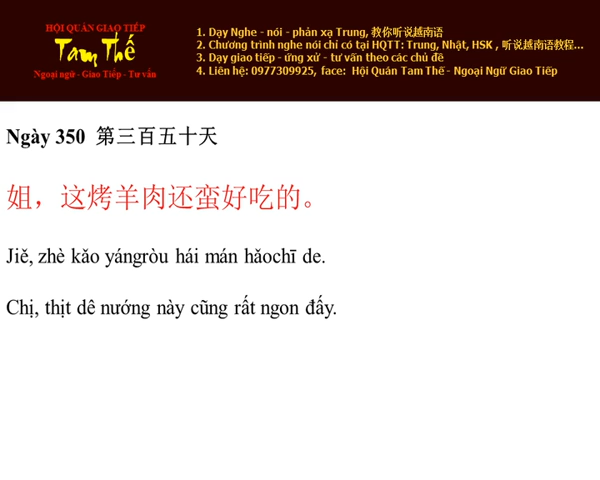 HỘI QUÁN GIAO TIẾP
Tam Thế
Ngoại ngữ - Giao Tiếp - Tư vấn
1. Dạy Nghe - nói - phản xạ Trung, 教你听说越南语
2. Chương trình nghe nói chỉ có tại HQTT: Trung, Nhật, HSK , 听说越南语教程...
3. Dạy giao tiếp - ứng xử - tư vấn theo các chủ đề
4. Liên hệ: 0977309925, face: Hội Quán Tam Thế - Ngoại Ngữ Giao Tiếp
Ngày 350 第三百五十天
姐，这烤羊肉还蛮好吃的。
Jiě, zhè kǎo yángròu hái mán hǎochī de.
Chị, thịt dê nướng này cũng rất ngon đấy.